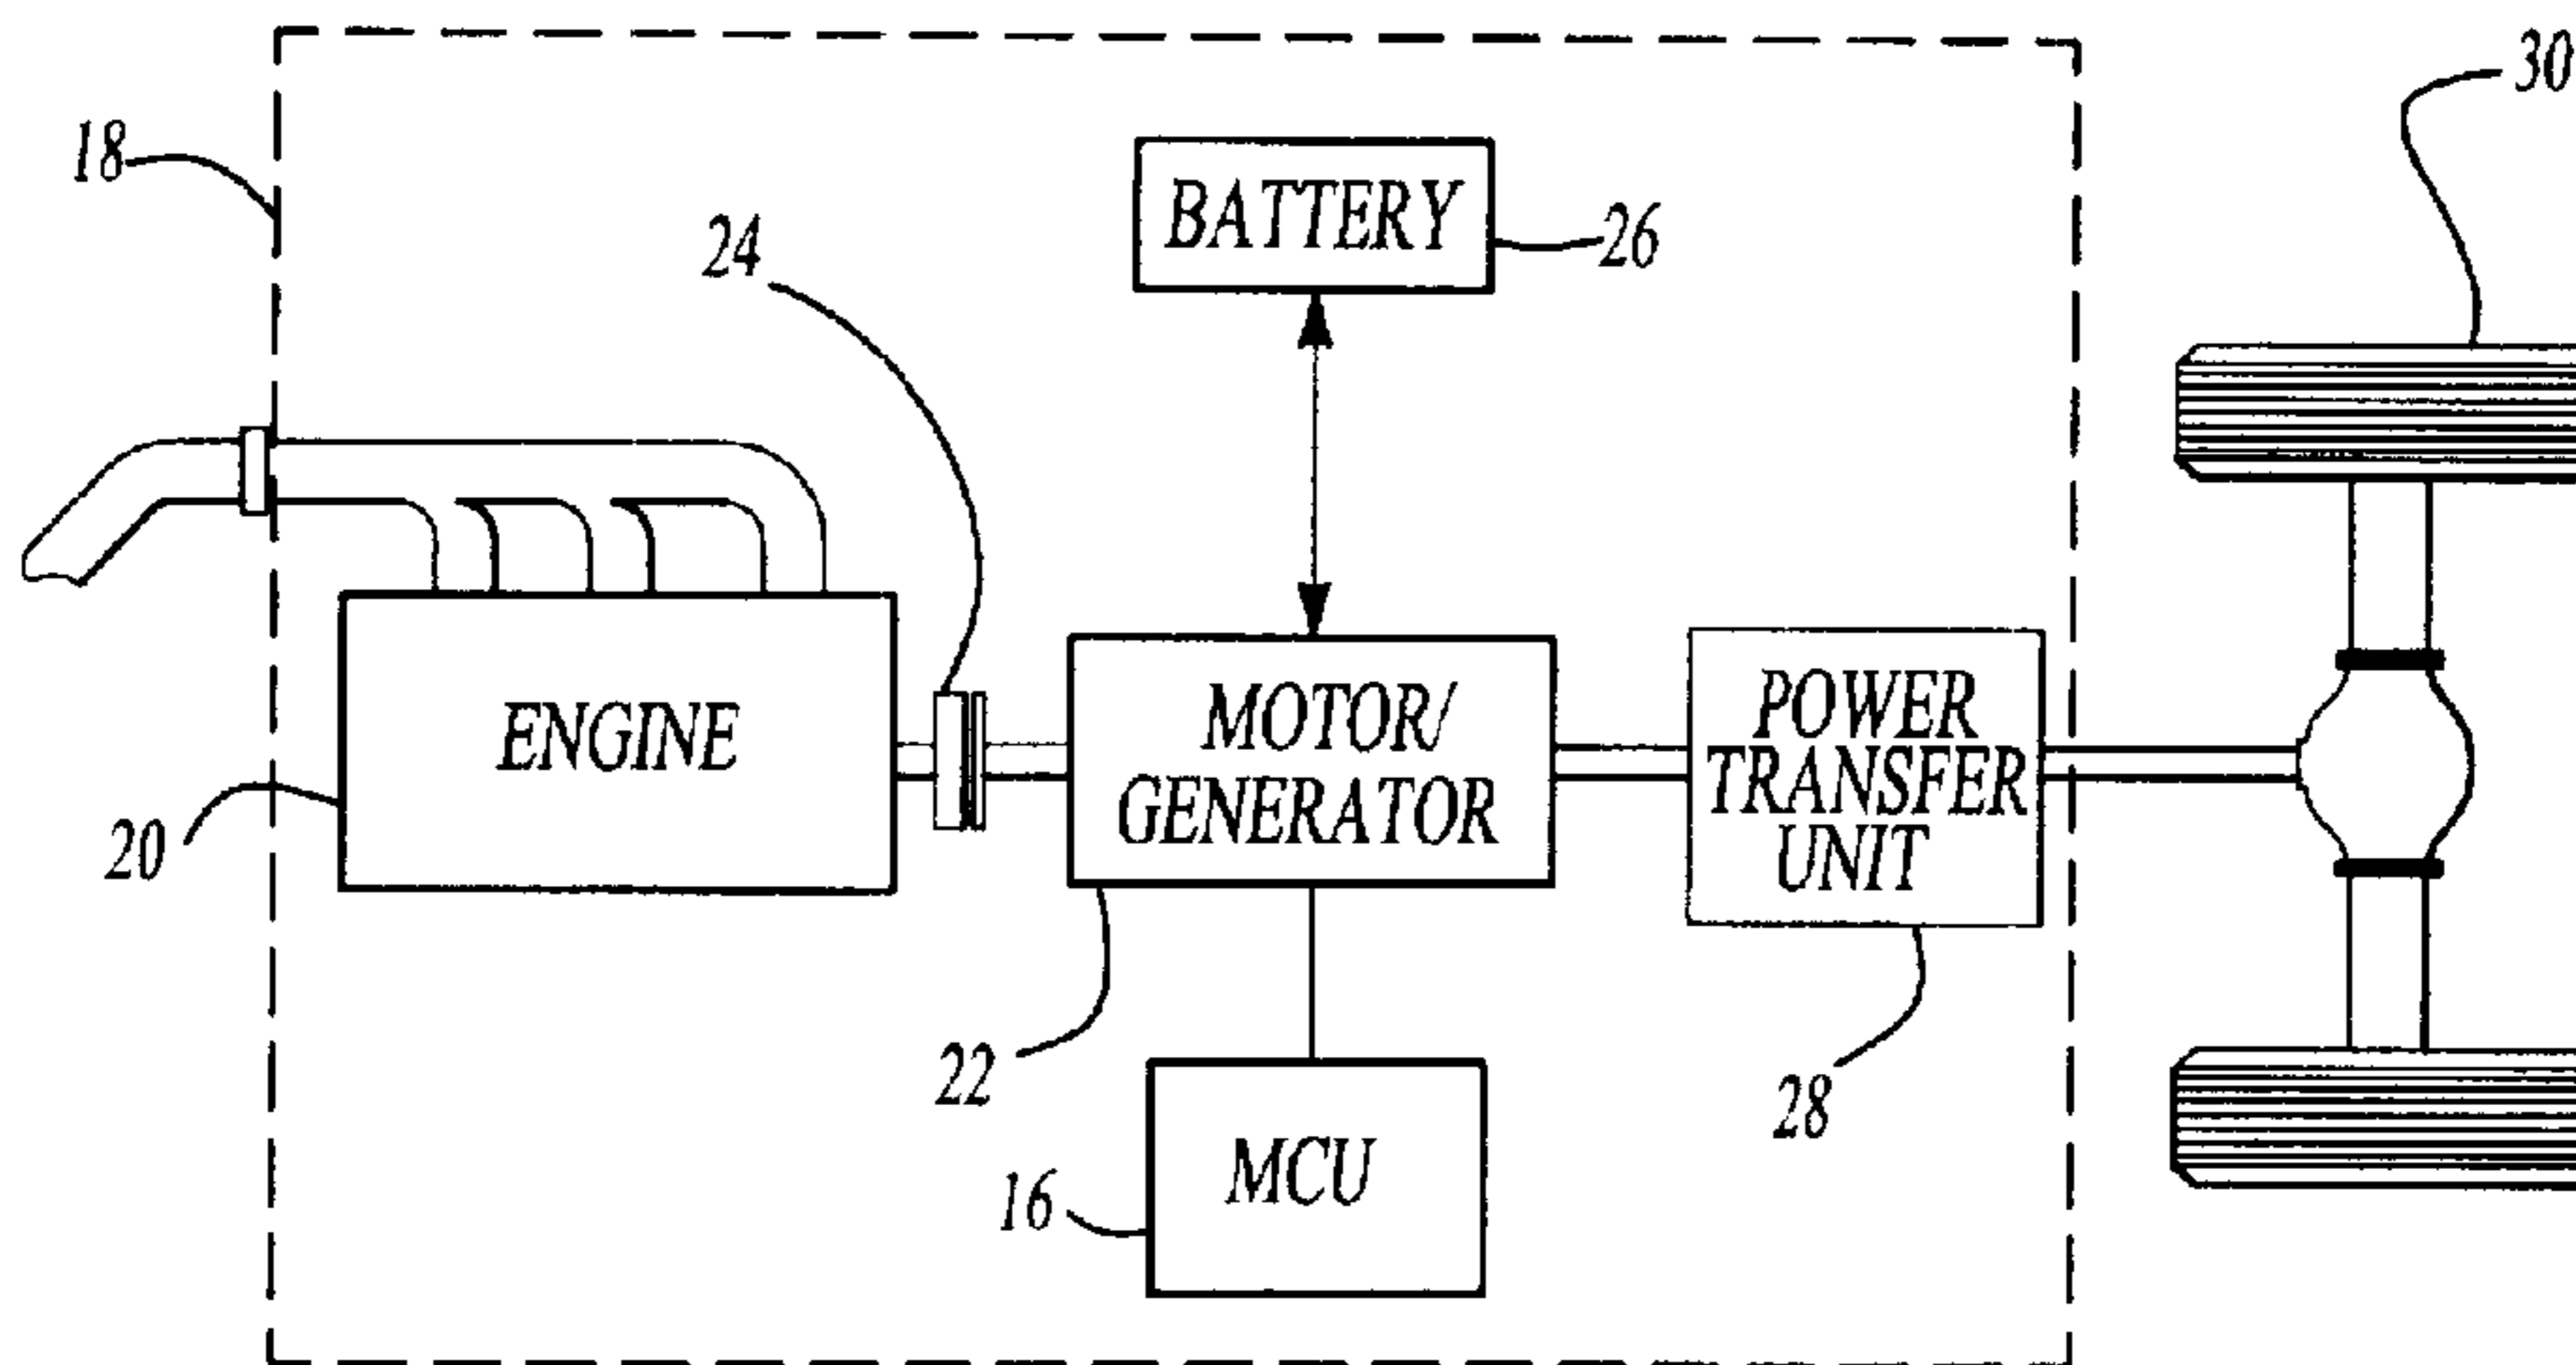 30
18
BATTERY
26
24
ENGINE
MOTOR/
GENERATOR
POWER
TRANSFER
UNIT
20
22
28
MCU
16